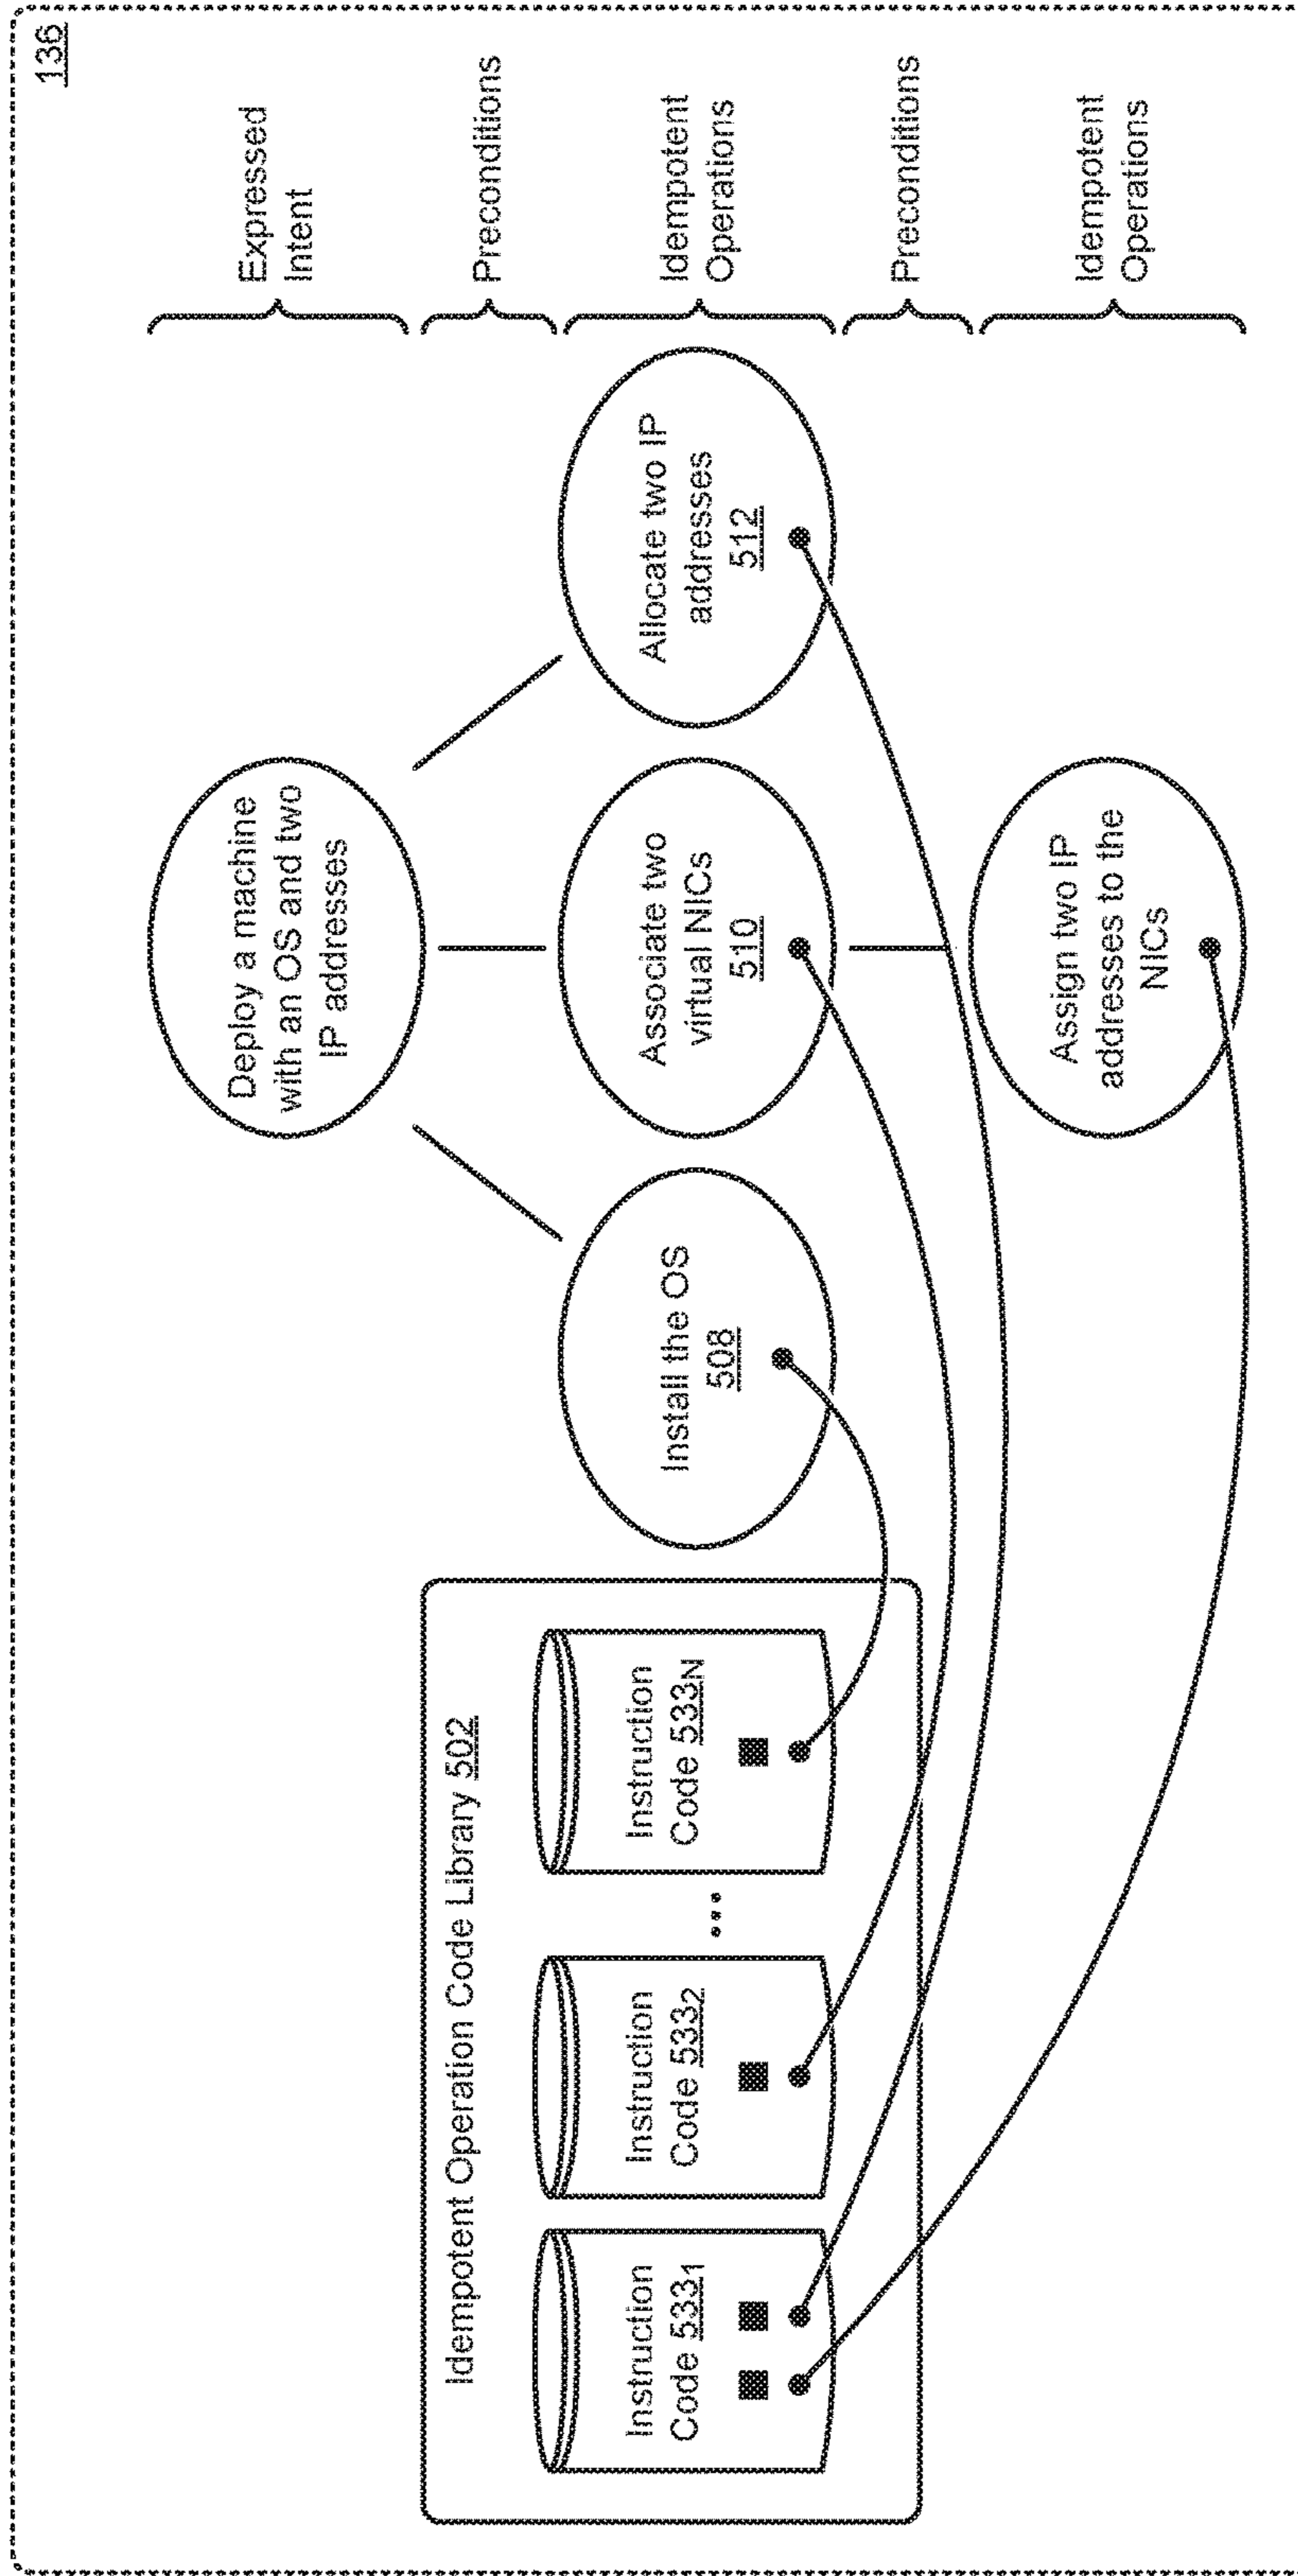 136
Expressed
Intent
Preconditions
Idempotent
Operations
Preconditions
Idempotent
Operations
Deploy a machine
with an OS and two
IP addresses
Install the OS
508
Associate two
virtual NICs
510
Allocate two IP
addresses
512
Assign two IP
addresses to the
NICs
Idempotent Operation Code Library 502
Instruction
Code 533₁
Instruction
Code 533₂
...
Instruction
Code 533N